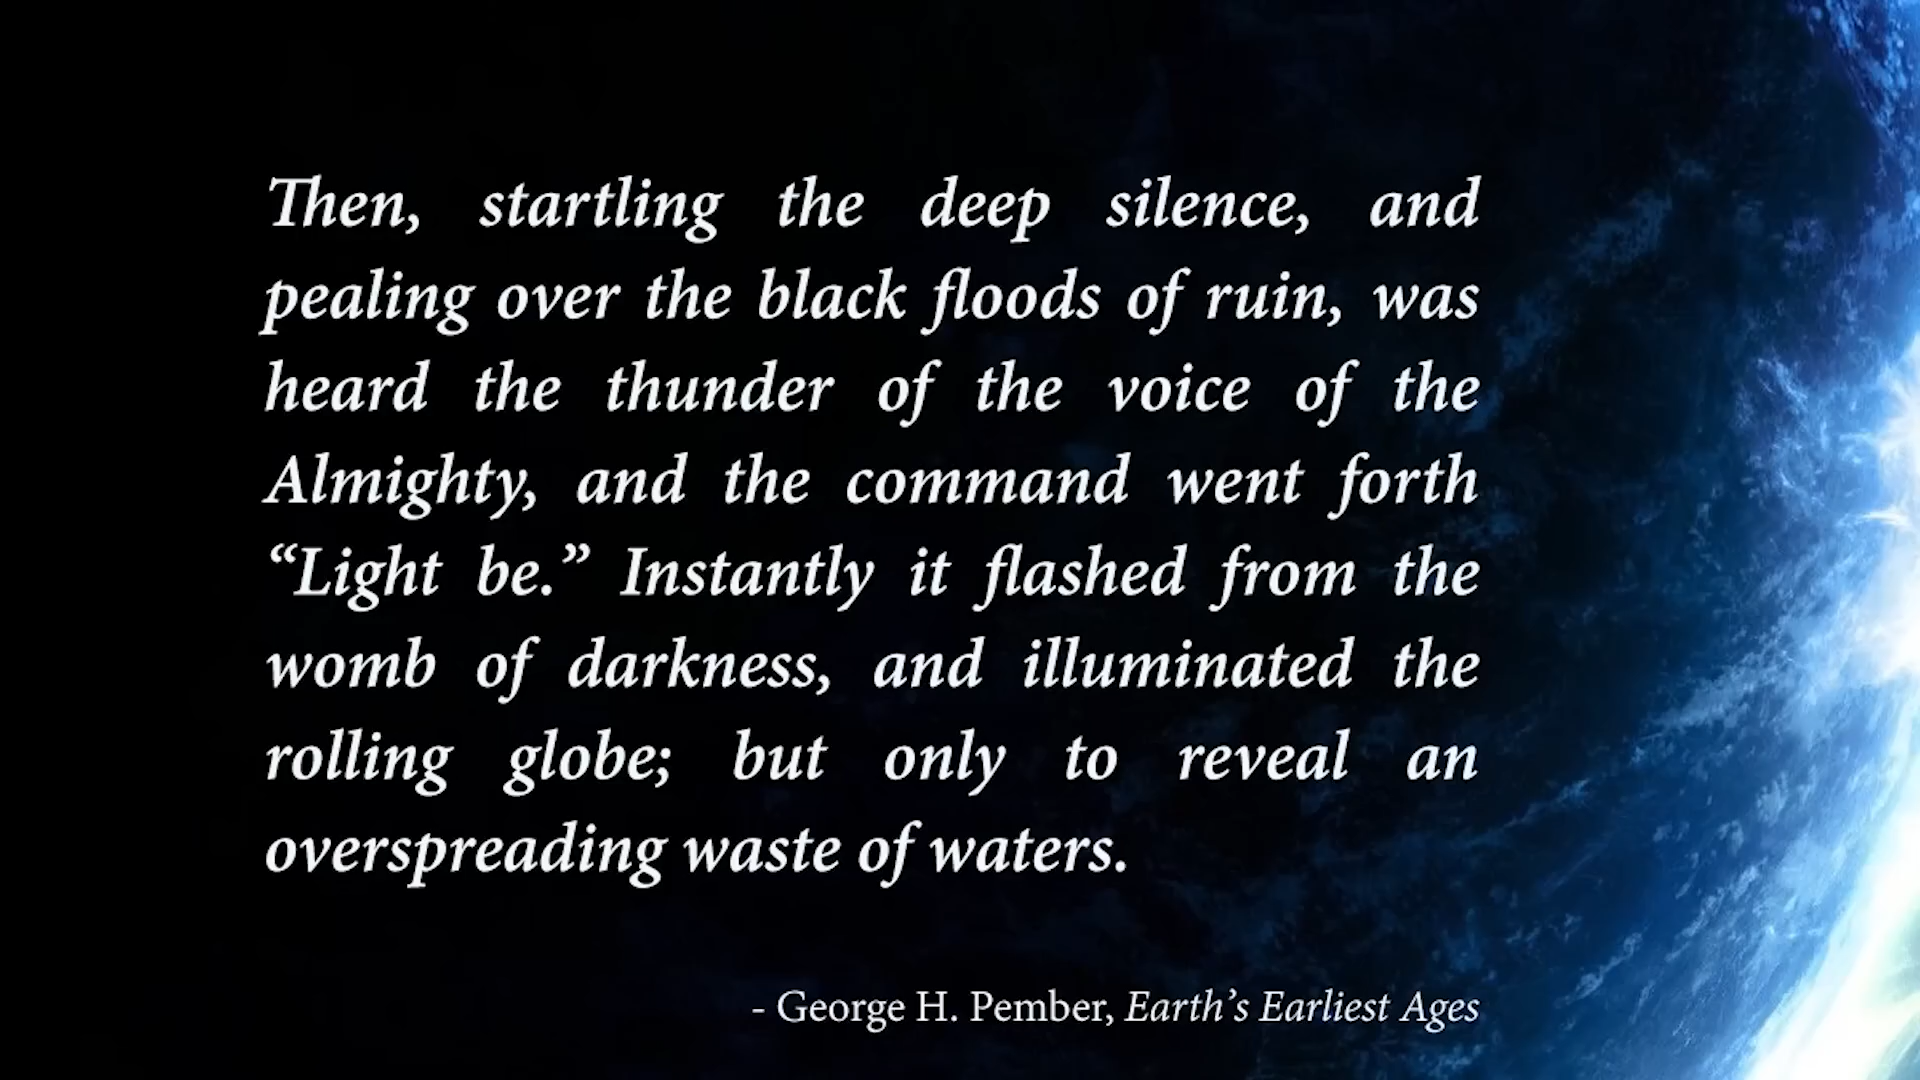 Then, startling the deep silence, and
pealing over the black floods of ruin, was
heard the thunder of the voice of the
Almighty, and the command went forth
“Light be.” Instantly it flashed from the
womb of darkness, and illuminated the
rolling globe; but only to reveal an
overspreading waste of waters.
- George H. Pember, Earth’s Earliest Ages